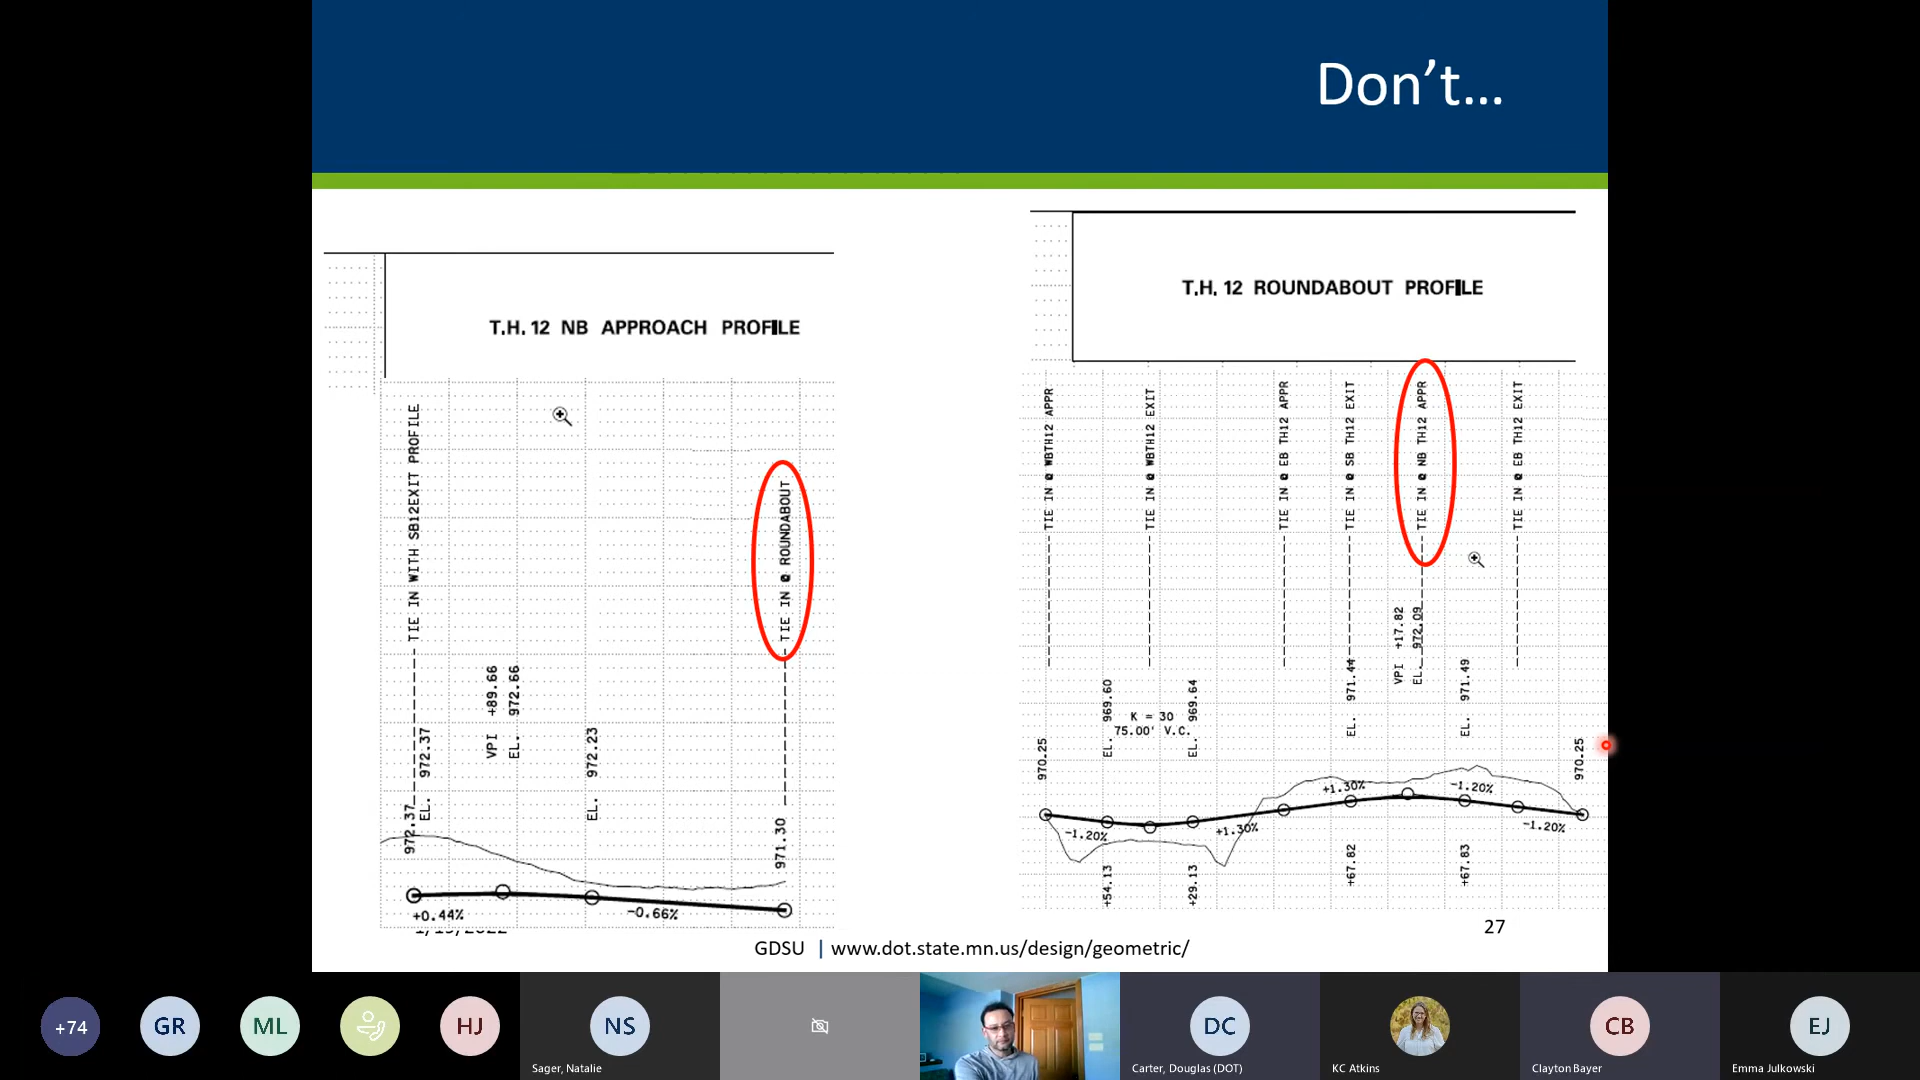 Don't...
T.H. 12 NB APPROACH PROFILE
TIE IN WITH SB12EXIT PROFILE
TIE IN @ ROUNDABOUT
972.37
EL. 972.37
VPI +89.66
EL. 972.66
EL. 972.23
971.30
+0.44%
-0.66%
T.H. 12 ROUNDABOUT PROFILE
TIE IN @ WBTH12 APPR
TIE IN @ WBTH12 EXIT
TIE IN @ EB TH12 APPR
TIE IN @ SB TH12 EXIT
TIE IN @ NB TH12 APPR
TIE IN @ EB TH12 EXIT
970.25
EL. 969.60
K = 30
75.00' V.C.
EL. 969.64
EL. 971.44
VPI +17.82
EL. 972.09
EL. 971.49
970.25
-1.20%
+1.30%
+1.30%
-1.20%
-1.20%
+54.13
+29.13
+67.82
+67.83
27
GDSU | www.dot.state.mn.us/design/geometric/
+74
GR
ML
HJ
NS
Sager, Natalie
DC
Carter, Douglas (DOT)
KC Atkins
CB
Clayton Bayer
EJ
Emma Julkowski